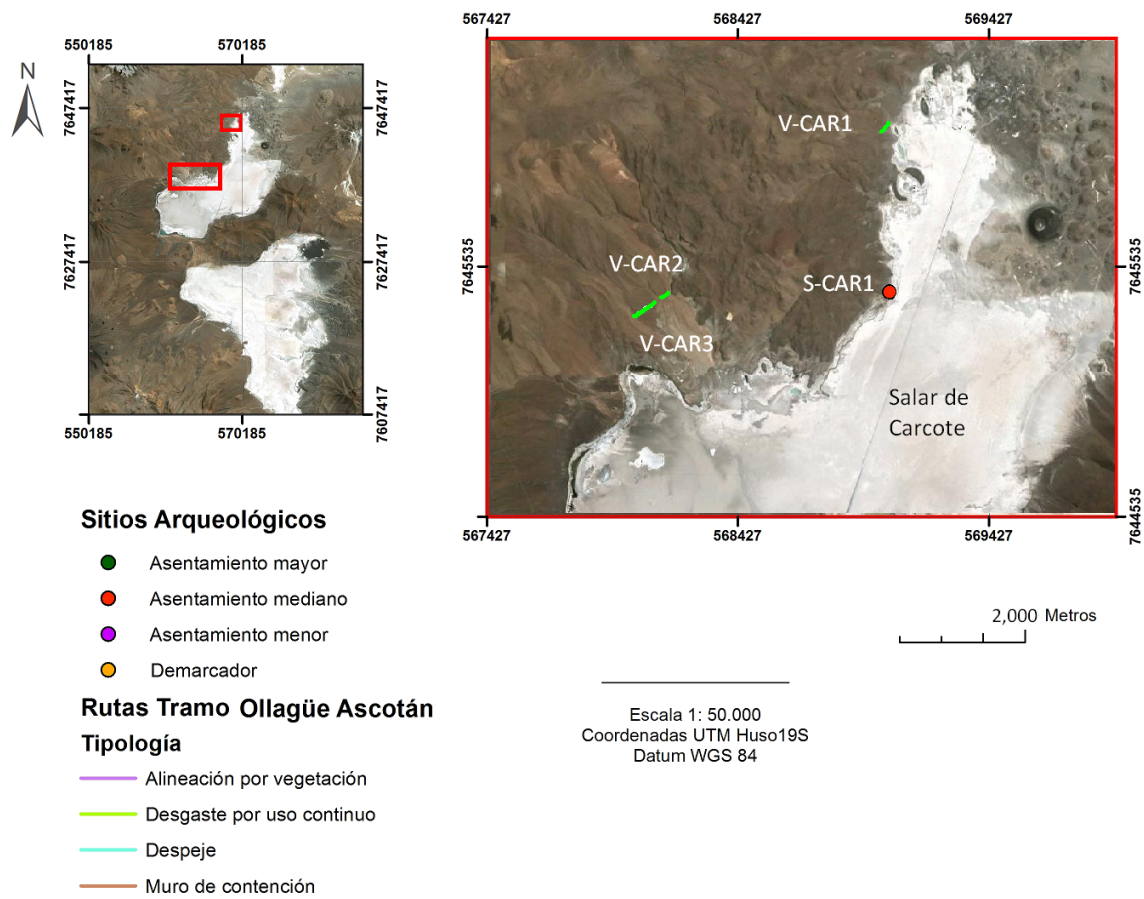 N
550185
570185
7647417
7647417
7627417
7627417
7607417
550185
570185
567427
568427
569427
V-CAR1
7645535
7645535
V-CAR2
S-CAR1
V-CAR3
Salar de
Carcote
7644535
567427
568427
569427
Sitios Arqueológicos
Asentamiento mayor
Asentamiento mediano
Asentamiento menor
Demarcador
Rutas Tramo Ollagüe Ascotán
Tipología
Alineación por vegetación
Desgaste por uso continuo
Despeje
Muro de contención
2,000 Metros
Escala 1: 50.000
Coordenadas UTM Huso19S
Datum WGS 84